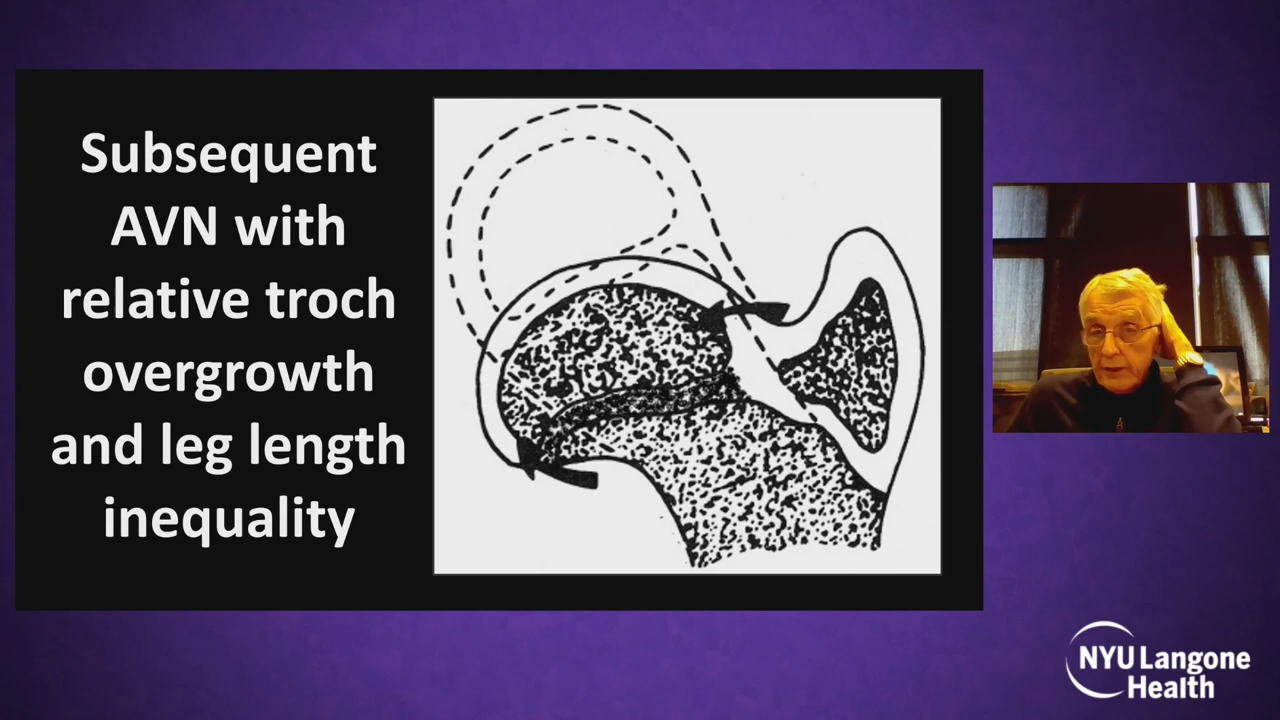 Subsequent
AVN with
relative troch
overgrowth
and leg length
inequality
NYU Langone
Health